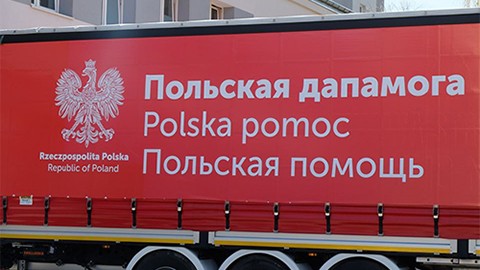 Польская дапамога
Polska pomoc
Польская помощь
Rzeczpospolita Polska
Republic of Poland